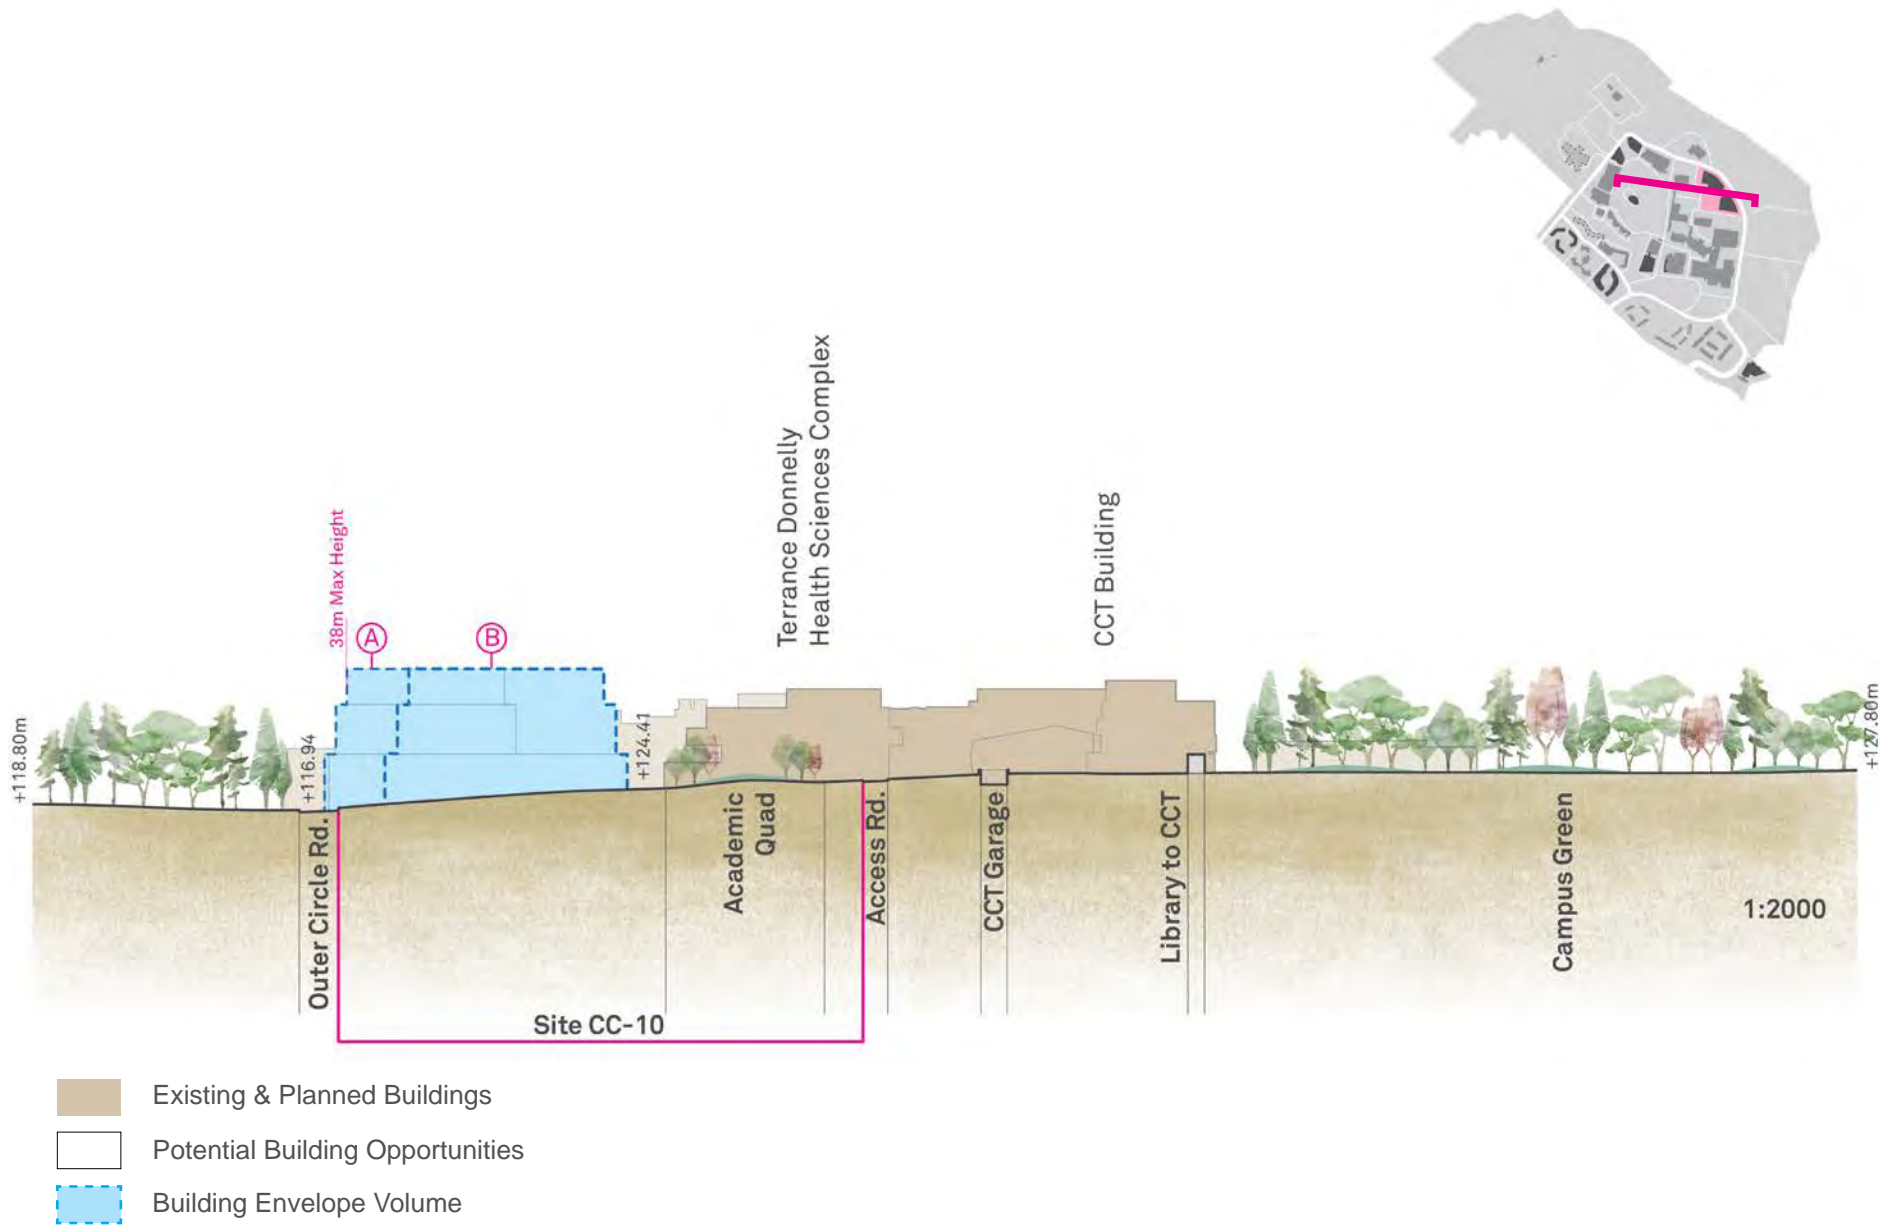 Terrance Donnelly
Health Sciences Complex
CCT Building
38m Max Height
A
B
+118.80m
+116.94
+124.41
+127.80m
Outer Circle Rd.
Academic
Quad
Access Rd.
CCT Garage
Library to CCT
Campus Green
1:2000
Site CC-10
Existing & Planned Buildings
Potential Building Opportunities
Building Envelope Volume